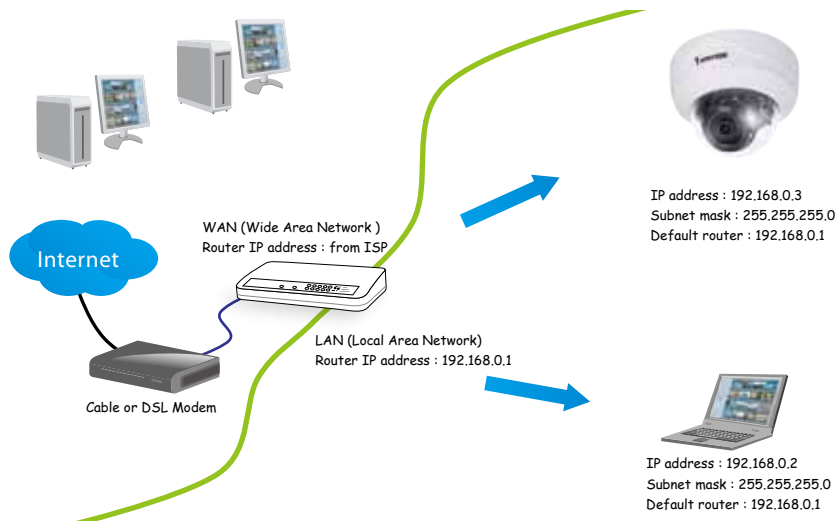 IP address : 192.168.0.3
Subnet mask : 255.255.255.0
Default router : 192.168.0.1
WAN (Wide Area Network )
Router IP address : from ISP
Internet
LAN (Local Area Network)
Router IP address : 192.168.0.1
Cable or DSL Modem
IP address : 192.168.0.2
Subnet mask : 255.255.255.0
Default router : 192.168.0.1